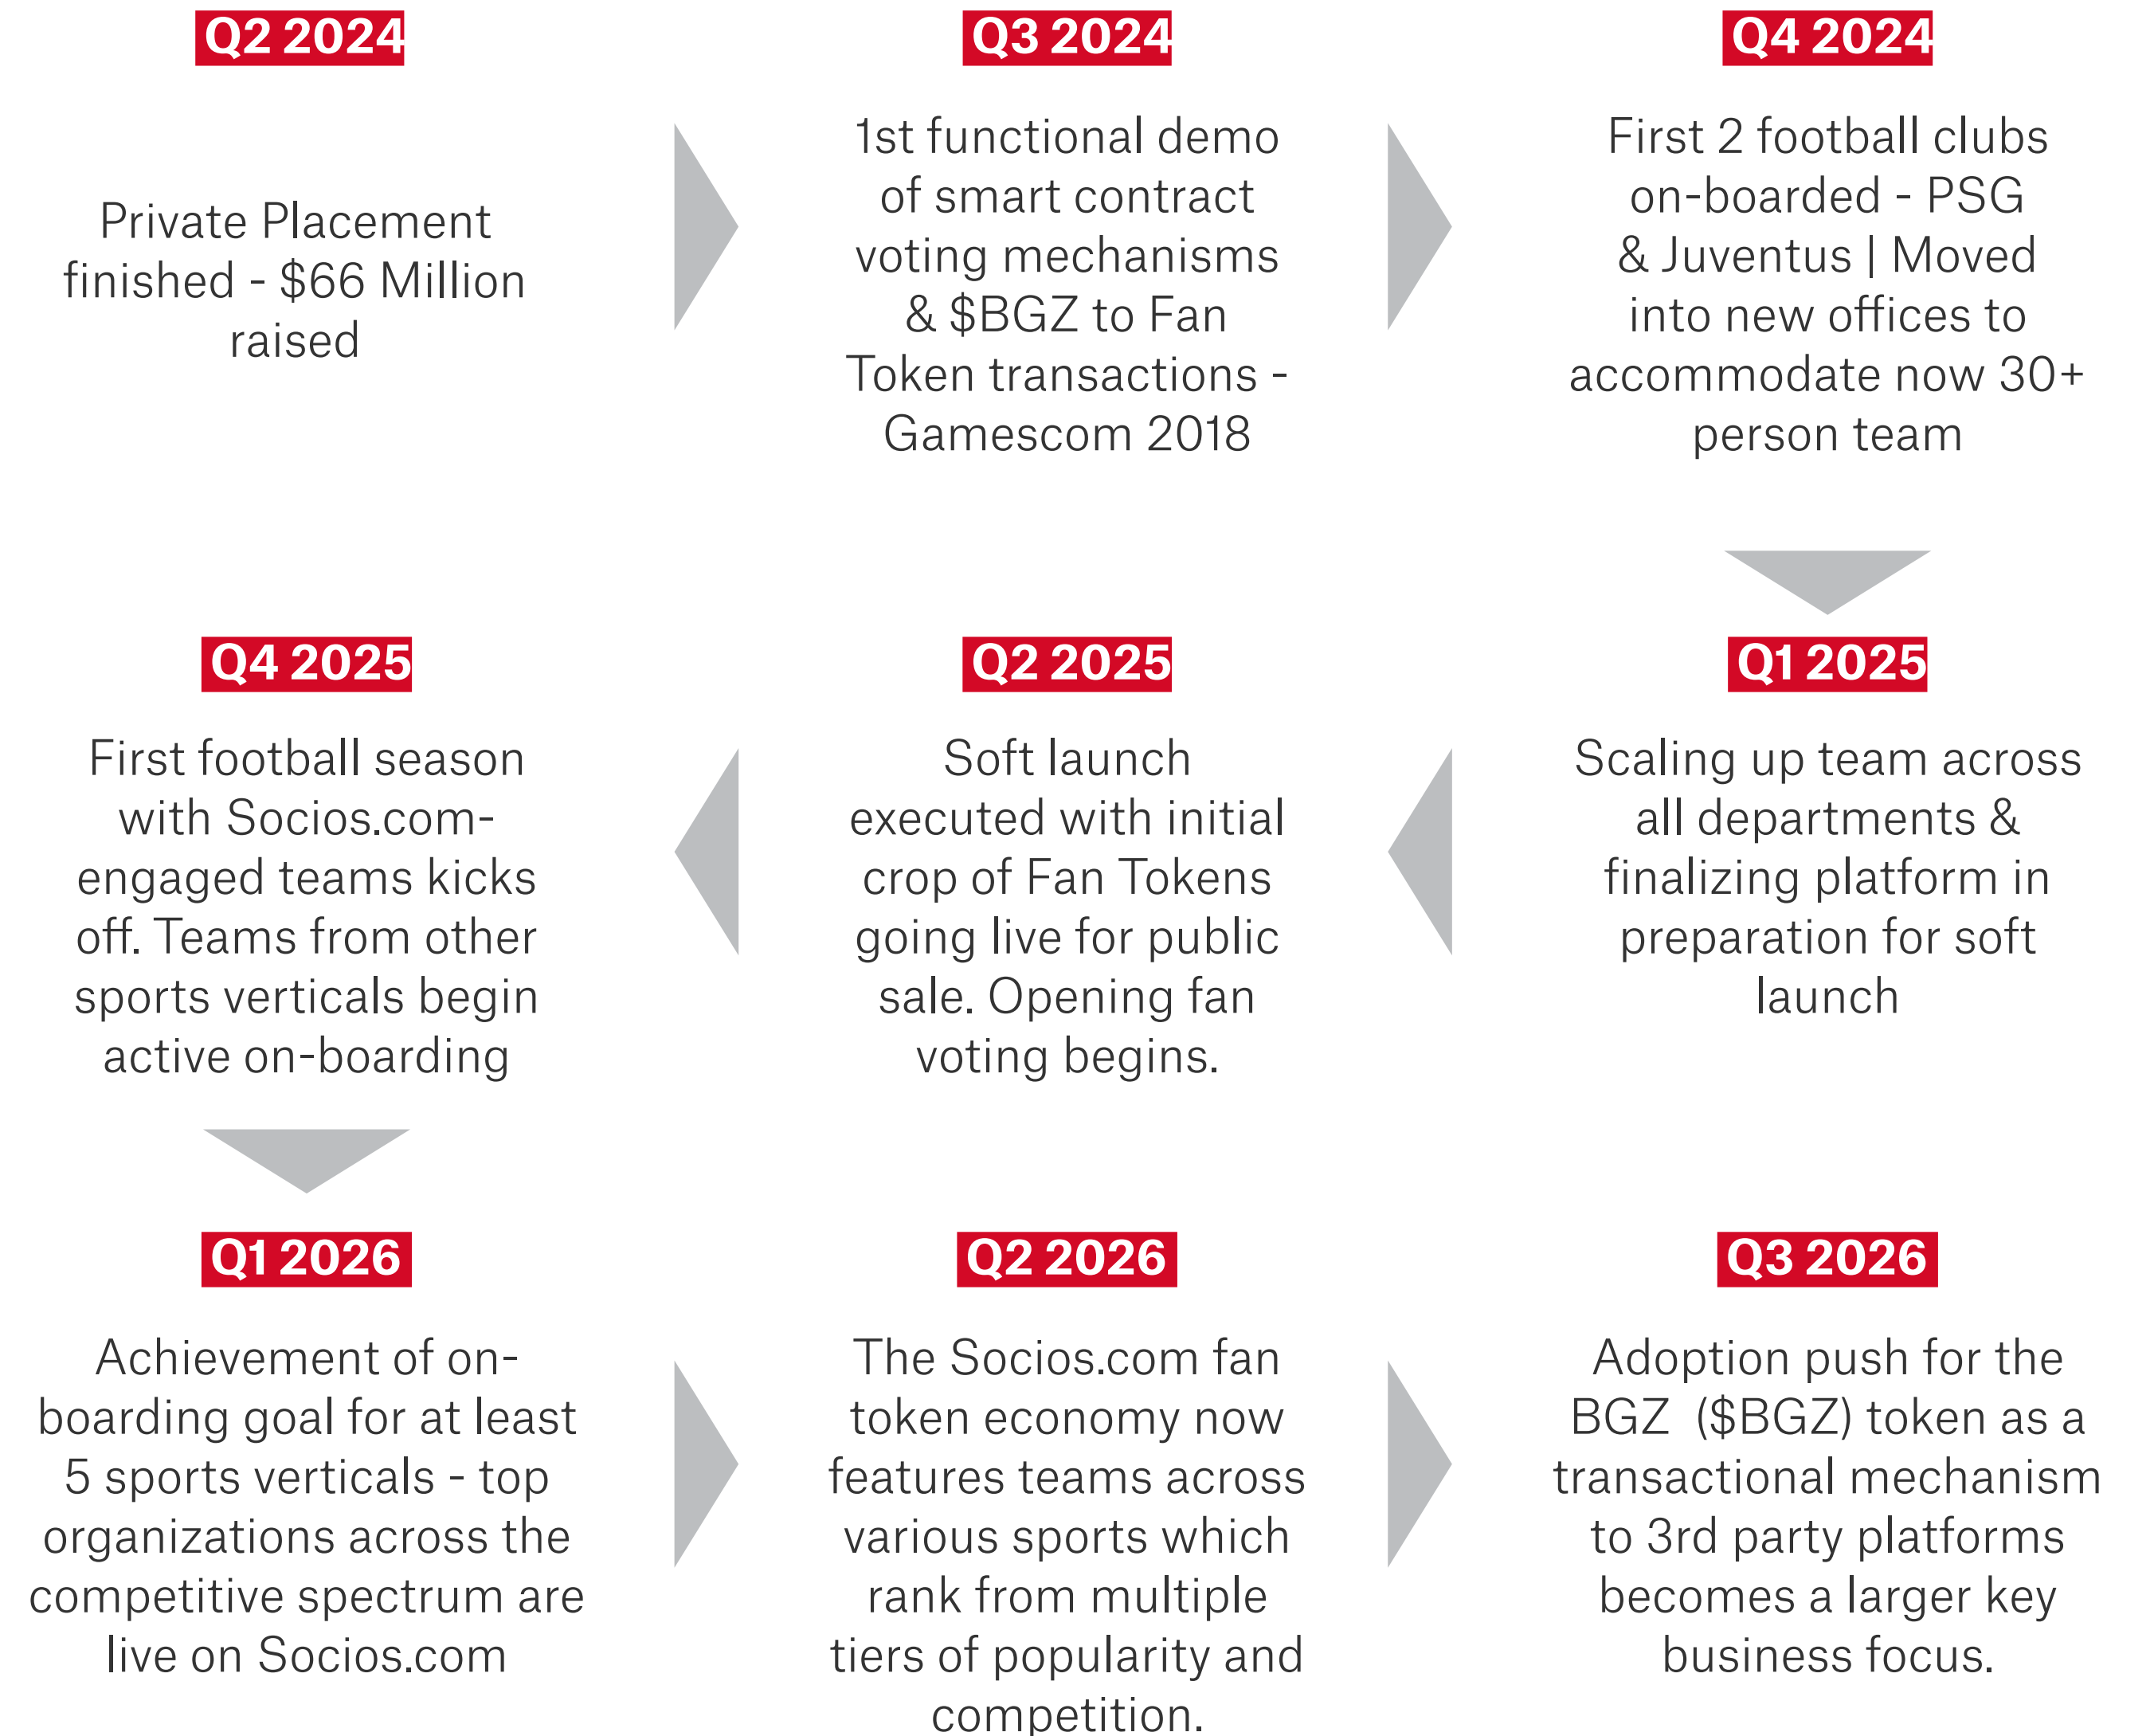 Q2 2024
Private Placement
finished - $66 Million
raised
Q3 2024
1st functional demo
of smart contract
voting mechanisms
& $BGZ to Fan
Token transactions -
Gamescom 2018
Q4 2024
First 2 football clubs
on-boarded - PSG
& Juventus | Moved
into new offices to
accommodate now 30+
person team
Q1 2025
Scaling up team across
all departments &
finalizing platform in
preparation for soft
launch
Q2 2025
Soft launch
executed with initial
crop of Fan Tokens
going live for public
sale. Opening fan
voting begins.
Q4 2025
First football season
with Socios.com-
engaged teams kicks
off. Teams from other
sports verticals begin
active on-boarding
Q1 2026
Achievement of on-
boarding goal for at least
5 sports verticals - top
organizations across the
competitive spectrum are
live on Socios.com
Q2 2026
The Socios.com fan
token economy now
features teams across
various sports which
rank from multiple
tiers of popularity and
competition.
Q3 2026
Adoption push for the
BGZ ($BGZ) token as a
transactional mechanism
to 3rd party platforms
becomes a larger key
business focus.